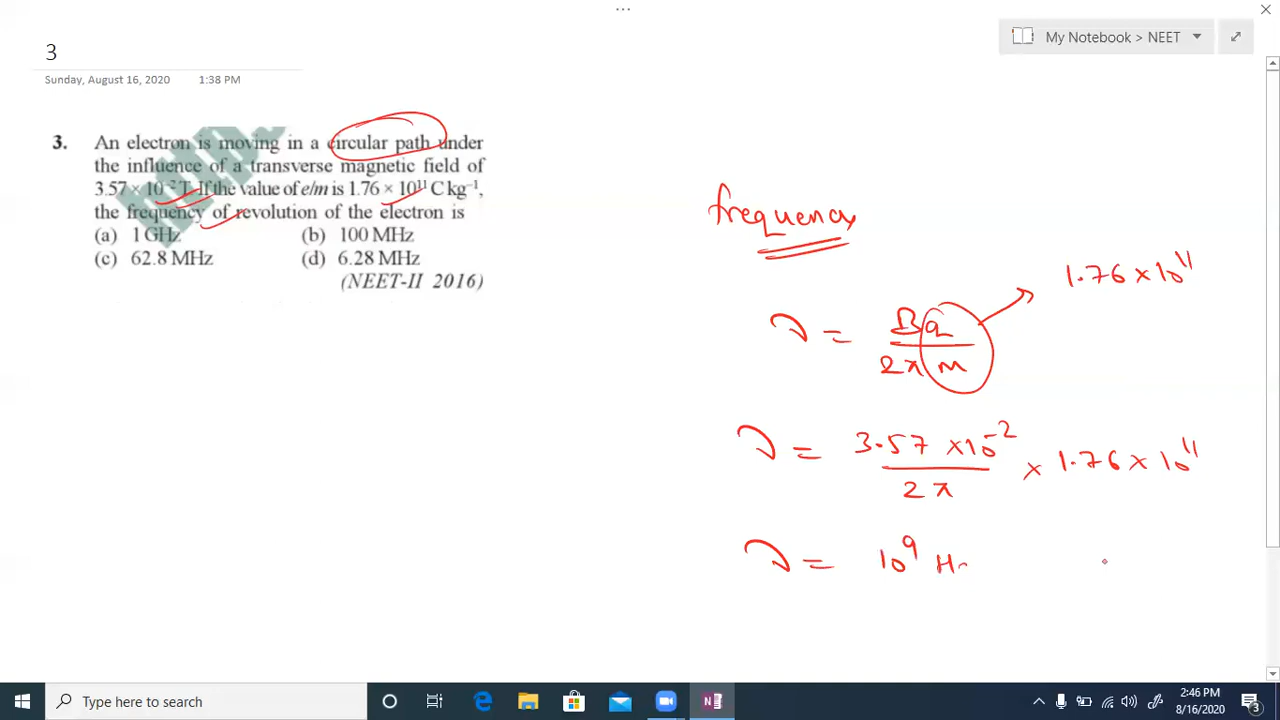 My Notebook > NEET
3
Sunday, August 16, 2020 1:38 PM
3. An electron is moving in a circular path under
the influence of a transverse magnetic field of
3.57 × 10⁻² T. If the value of e/m is 1.76 × 10¹¹ C kg⁻¹,
the frequency of revolution of the electron is
(a) 1 GHz (b) 100 MHz
(c) 62.8 MHz (d) 6.28 MHz
(NEET-II 2016)
frequency
1.76 × 10¹¹
ν = Bq
2π m
ν = 3.57 × 10⁻² × 1.76 × 10¹¹
2π
ν = 10⁹ Hz
Type here to search
2:46 PM
8/16/2020
3